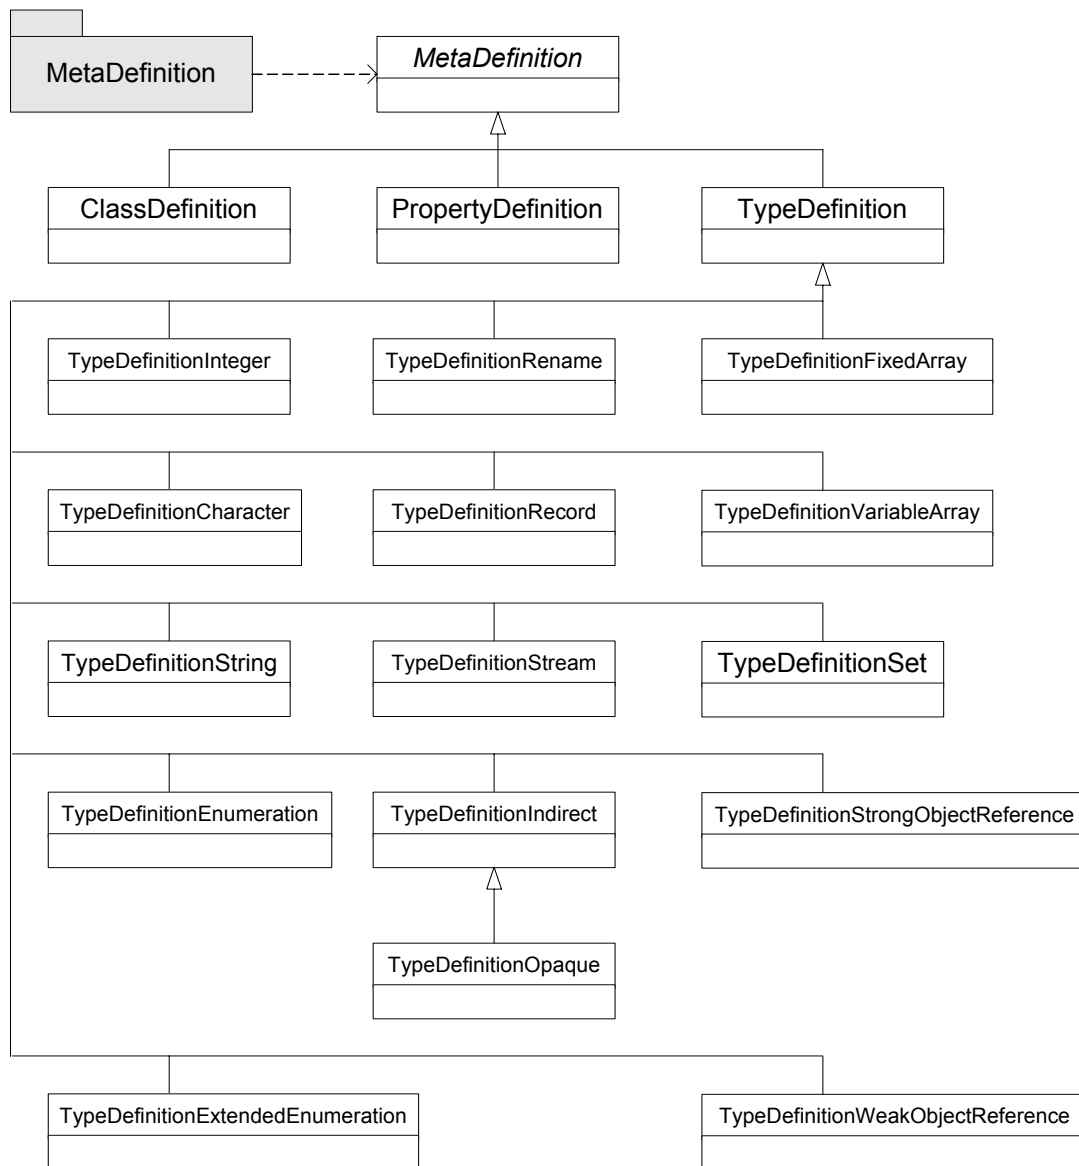 MetaDefinition
MetaDefinition
ClassDefinition
PropertyDefinition
TypeDefinition
TypeDefinitionInteger
TypeDefinitionRename
TypeDefinitionFixedArray
TypeDefinitionCharacter
TypeDefinitionRecord
TypeDefinitionVariableArray
TypeDefinitionString
TypeDefinitionStream
TypeDefinitionSet
TypeDefinitionEnumeration
TypeDefinitionIndirect
TypeDefinitionStrongObjectReference
TypeDefinitionOpaque
TypeDefinitionExtendedEnumeration
TypeDefinitionWeakObjectReference